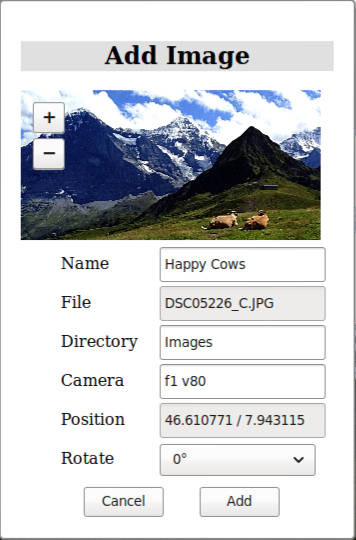 Add Image
+
−
Name Happy Cows
File DSC05226_C.JPG
Directory Images
Camera f1 v80
Position 46.610771 / 7.943115
Rotate 0°
Cancel Add